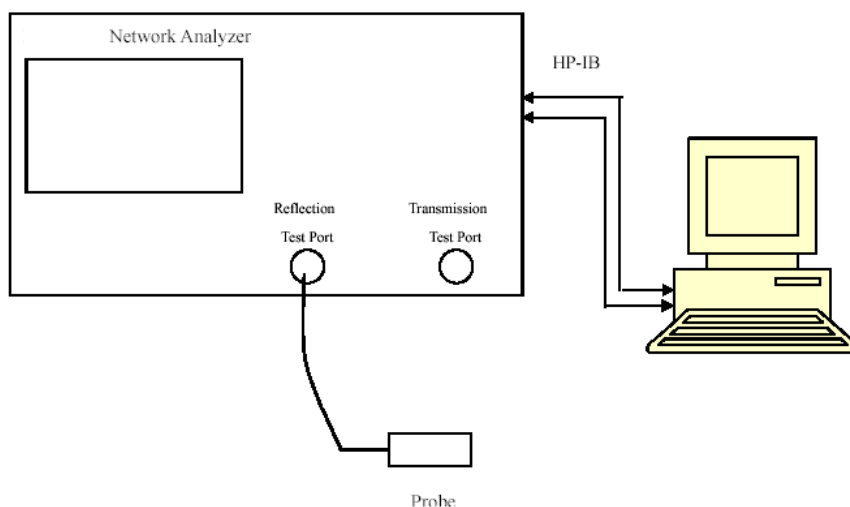 Network Analyzer
HP-IB
Reflection
Test Port
Transmission
Test Port
Probe